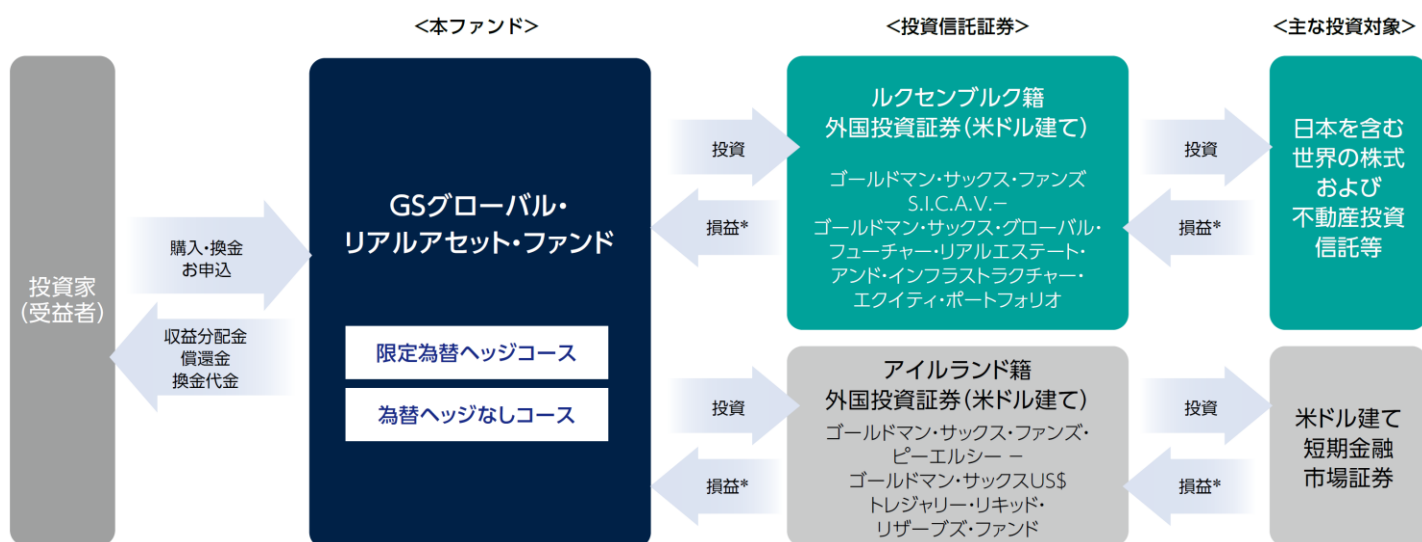 <本ファンド>
<投資信託証券>
<主な投資対象>
投資家
(受益者)
購入・換金
お申込
収益分配金
償還金
換金代金
GSグローバル・
リアルアセット・ファンド
限定為替ヘッジコース
為替ヘッジなしコース
投資
損益*
ルクセンブルク籍
外国投資証券(米ドル建て)
ゴールドマン・サックス・ファンズ
S.I.C.A.V.–
ゴールドマン・サックス・グローバル・
フューチャー・リアルエステート・
アンド・インフラストラクチャー・
エクイティ・ポートフォリオ
投資
損益*
日本を含む
世界の株式
および
不動産投資
信託等
投資
損益*
アイルランド籍
外国投資証券(米ドル建て)
ゴールドマン・サックス・ファンズ・
ピーエルシー –
ゴールドマン・サックスUS$
トレジャリー・リキッド・
リザーブズ・ファンド
投資
損益*
米ドル建て
短期金融
市場証券